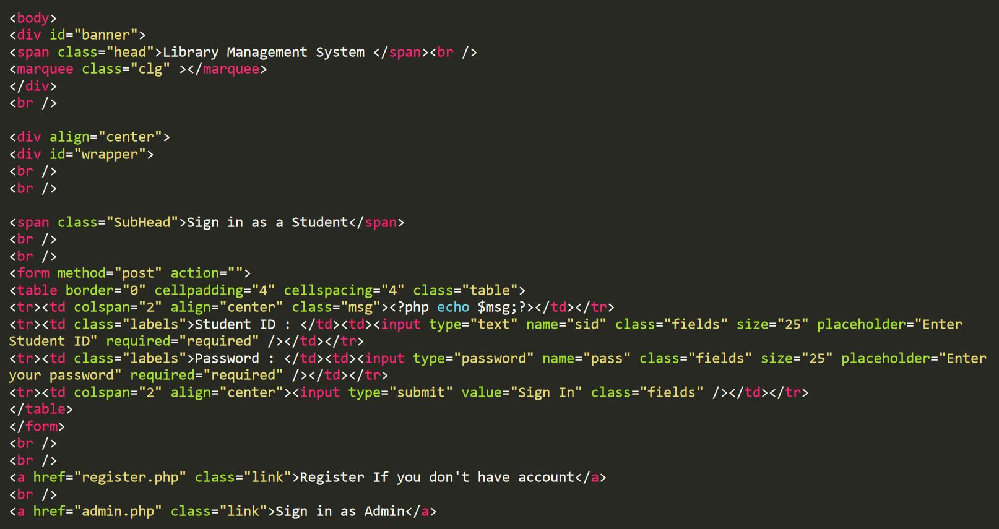 <body>
<div id="banner">
<span class="head">Library Management System </span><br />
<marquee class="clg" ></marquee>
</div>
<br />

<div align="center">
<div id="wrapper">
<br />
<br />

<span class="SubHead">Sign in as a Student</span>
<br />
<br />
<form method="post" action="">
<table border="0" cellpadding="4" cellspacing="4" class="table">
<tr><td colspan="2" align="center" class="msg"><?php echo $msg;?></td></tr>
<tr><td class="labels">Student ID : </td><td><input type="text" name="sid" class="fields" size="25" placeholder="Enter
Student ID" required="required" /></td></tr>
<tr><td class="labels">Password : </td><td><input type="password" name="pass" class="fields" size="25" placeholder="Enter
your password" required="required" /></td></tr>
<tr><td colspan="2" align="center"><input type="submit" value="Sign In" class="fields" /></td></tr>
</table>
</form>
<br />
<br />
<a href="register.php" class="link">Register If you don't have account</a>
<br />
<a href="admin.php" class="link">Sign in as Admin</a>